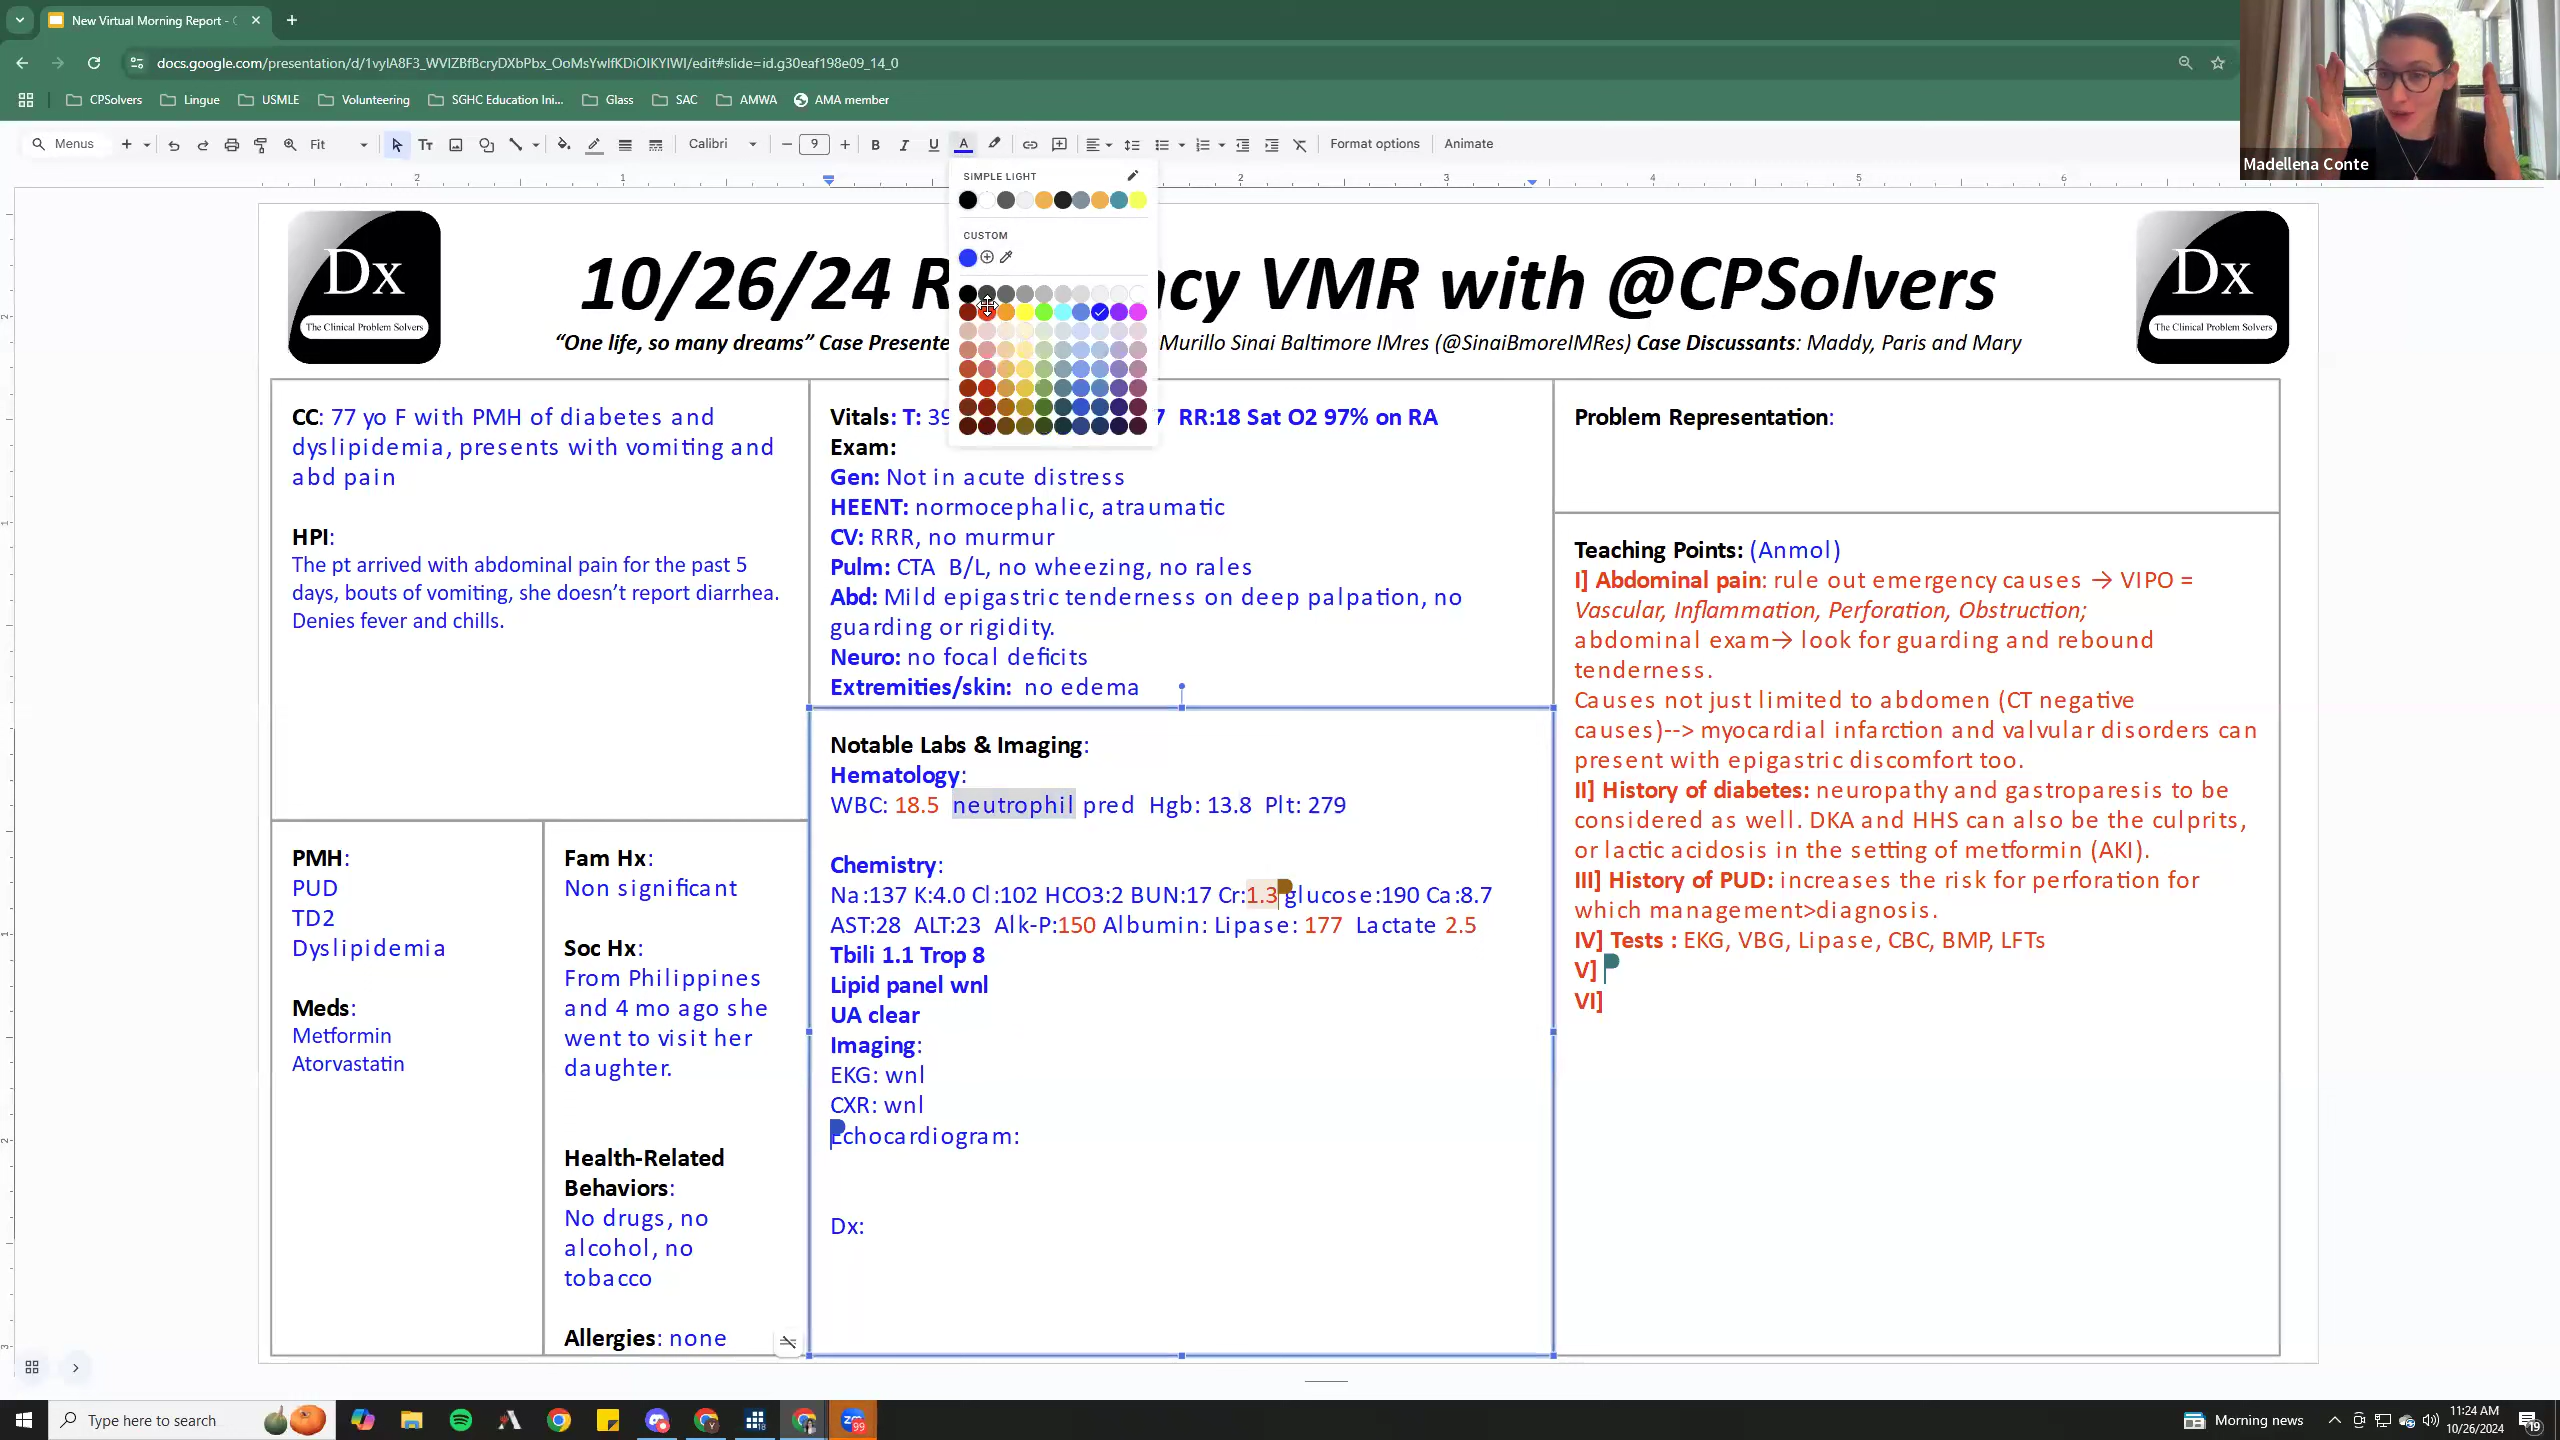 New Virtual Morning Report -
docs.google.com/presentation/d/1vylA8F3_WVIZBfBcryDXbPbx_OoMsYwlfKDiOIKYIWI/edit#slide=id.g30eaf198e09_14_0
CPSolvers
Lingue
USMLE
Volunteering
SGHC Education Ini...
Glass
SAC
AMWA
AMA member
Menus
Fit
Calibri
9
Format options
Animate
Madellena Conte
2
1
1
2
3
4
5
6
SIMPLE LIGHT
CUSTOM
Dx
The Clinical Problem Solvers
10/26/24 R
cy VMR with @CPSolvers
"One life, so many dreams" Case Presente
Murillo Sinai Baltimore IMres (@SinaiBmoreIMRes) Case Discussants: Maddy, Paris and Mary
Dx
The Clinical Problem Solvers
CC: 77 yo F with PMH of diabetes and
dyslipidemia, presents with vomiting and
abd pain
HPI:
The pt arrived with abdominal pain for the past 5
days, bouts of vomiting, she doesn't report diarrhea.
Denies fever and chills.
PMH:
PUD
TD2
Dyslipidemia
Meds:
Metformin
Atorvastatin
Fam Hx:
Non significant
Soc Hx:
From Philippines
and 4 mo ago she
went to visit her
daughter.
Health-Related
Behaviors:
No drugs, no
alcohol, no
tobacco
Allergies: none
Vitals: T: 39
7 RR:18 Sat O2 97% on RA
Exam:
Gen: Not in acute distress
HEENT: normocephalic, atraumatic
CV: RRR, no murmur
Pulm: CTA B/L, no wheezing, no rales
Abd: Mild epigastric tenderness on deep palpation, no
guarding or rigidity.
Neuro: no focal deficits
Extremities/skin: no edema
Notable Labs & Imaging:
Hematology:
WBC: 18.5 neutrophil pred Hgb: 13.8 Plt: 279
Chemistry:
Na:137 K:4.0 Cl:102 HCO3:2 BUN:17 Cr:1.3 glucose:190 Ca:8.7
AST:28 ALT:23 Alk-P:150 Albumin: Lipase: 177 Lactate 2.5
Tbili 1.1 Trop 8
Lipid panel wnl
UA clear
Imaging:
EKG: wnl
CXR: wnl
Echocardiogram:
Dx:
Problem Representation:
Teaching Points: (Anmol)
I] Abdominal pain: rule out emergency causes → VIPO =
Vascular, Inflammation, Perforation, Obstruction;
abdominal exam→ look for guarding and rebound
tenderness.
Causes not just limited to abdomen (CT negative
causes)--> myocardial infarction and valvular disorders can
present with epigastric discomfort too.
II] History of diabetes: neuropathy and gastroparesis to be
considered as well. DKA and HHS can also be the culprits,
or lactic acidosis in the setting of metformin (AKI).
III] History of PUD: increases the risk for perforation for
which management>diagnosis.
IV] Tests : EKG, VBG, Lipase, CBC, BMP, LFTs
V]
VI]
Type here to search
Morning news
11:24 AM
10/26/2024
19